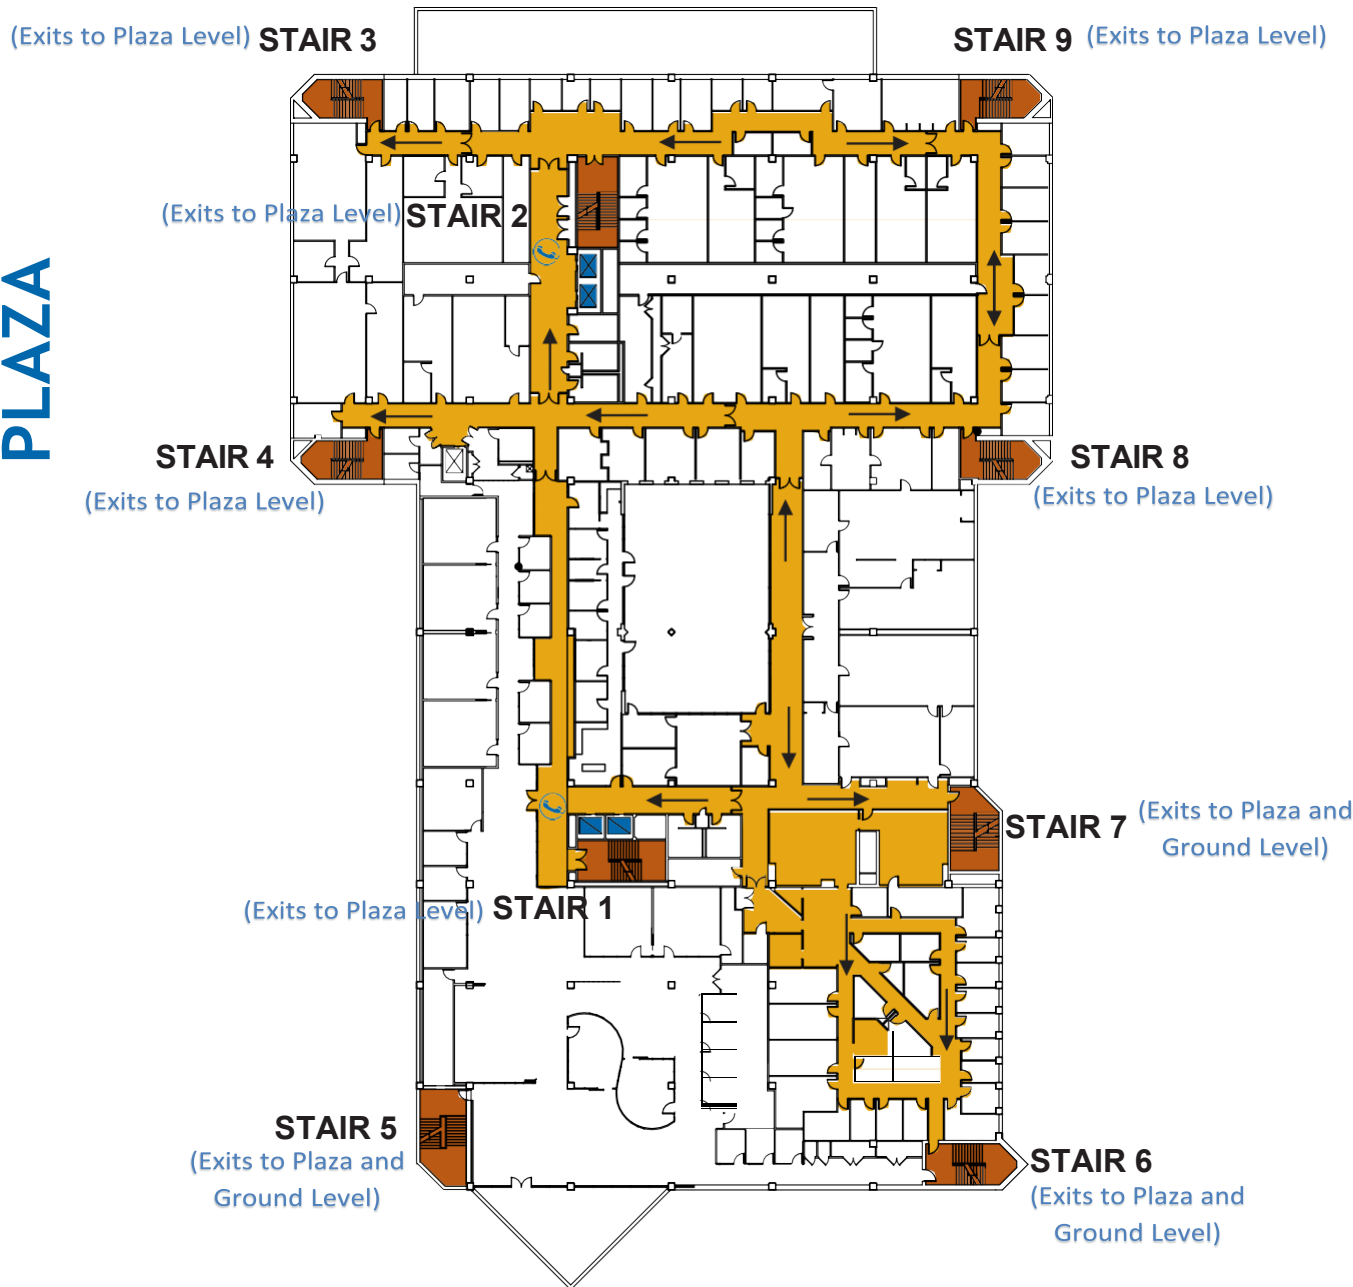 (Exits to Plaza Level) STAIR 3
STAIR 9 (Exits to Plaza Level)
(Exits to Plaza Level) STAIR 2
PLAZA
STAIR 4
(Exits to Plaza Level)
STAIR 8
(Exits to Plaza Level)
STAIR 7 (Exits to Plaza and
Ground Level)
(Exits to Plaza Level) STAIR 1
STAIR 5
(Exits to Plaza and
Ground Level)
STAIR 6
(Exits to Plaza and
Ground Level)